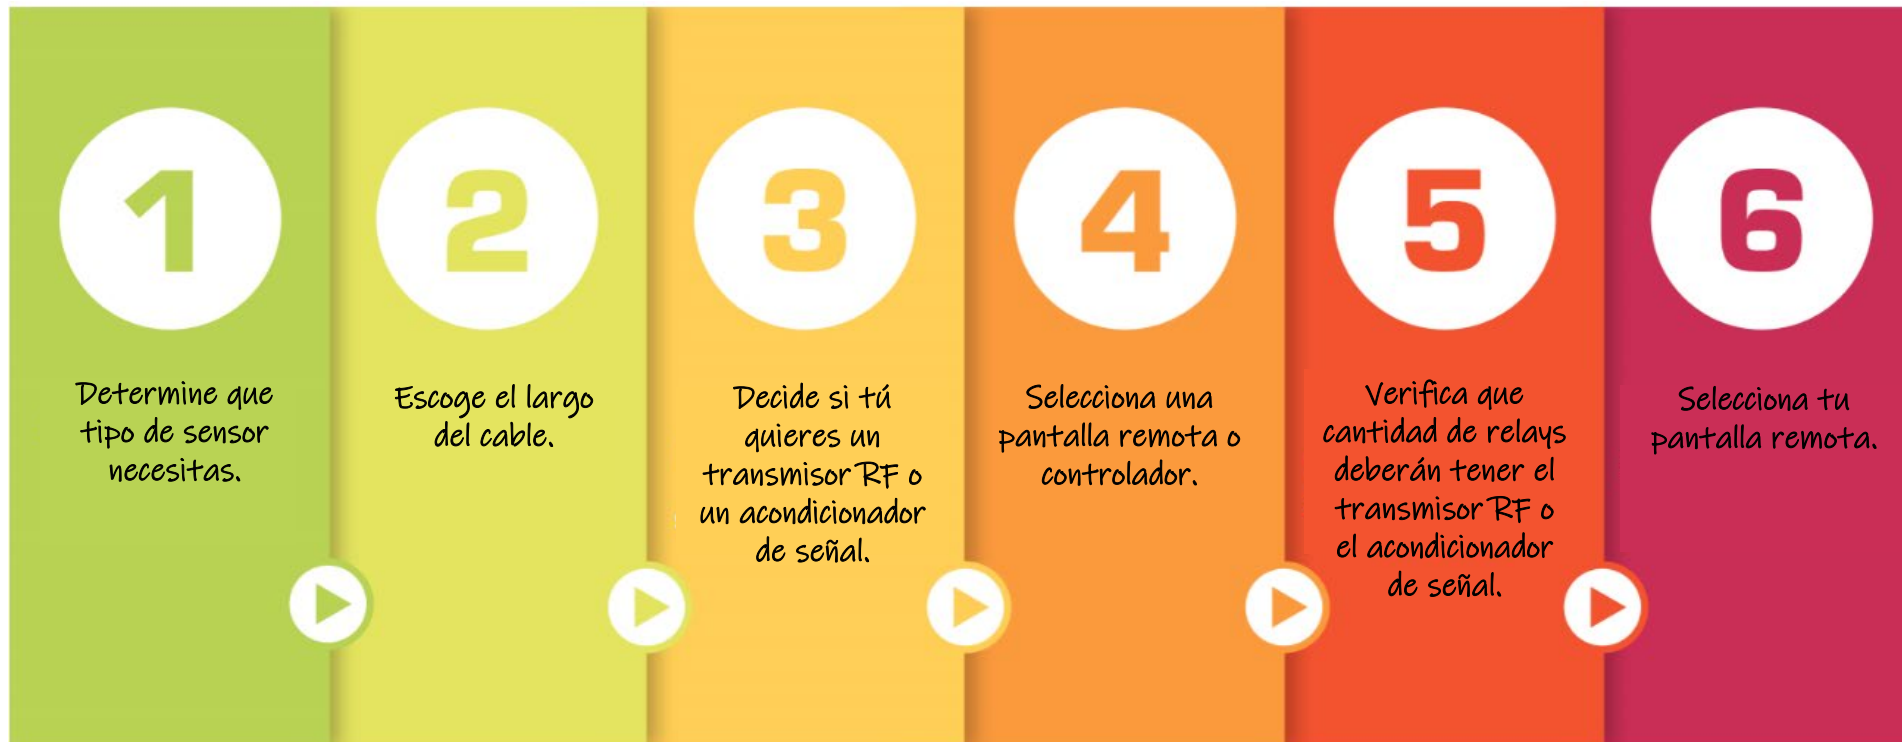 1
Determine que
tipo de sensor
necesitas.
2
Escoge el largo
del cable.
3
Decide si tú
quieres un
transmisor RF o
un acondicionador
de señal.
4
Selecciona una
pantalla remota o
controlador.
5
Verifica que
cantidad de relays
deberán tener el
transmisor RF o
el acondicionador
de señal.
6
Selecciona tu
pantalla remota.